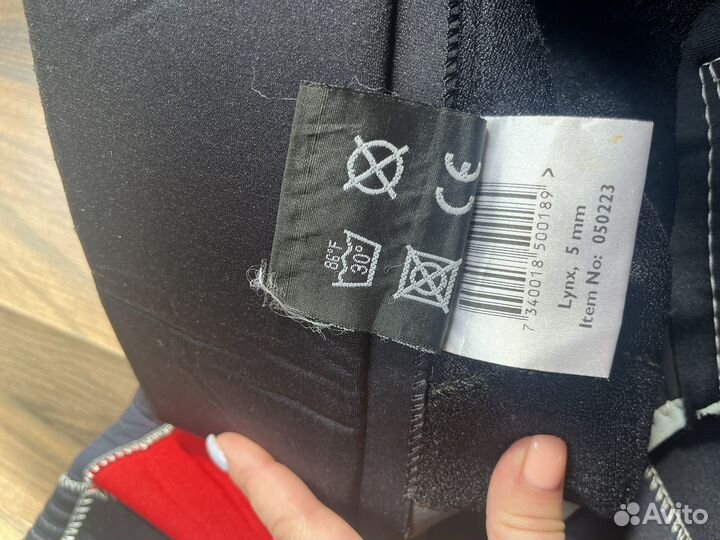 86°F
30°
CE
7 340018 500189 >
Lynx, 5 mm
Item No: 050223
Avito